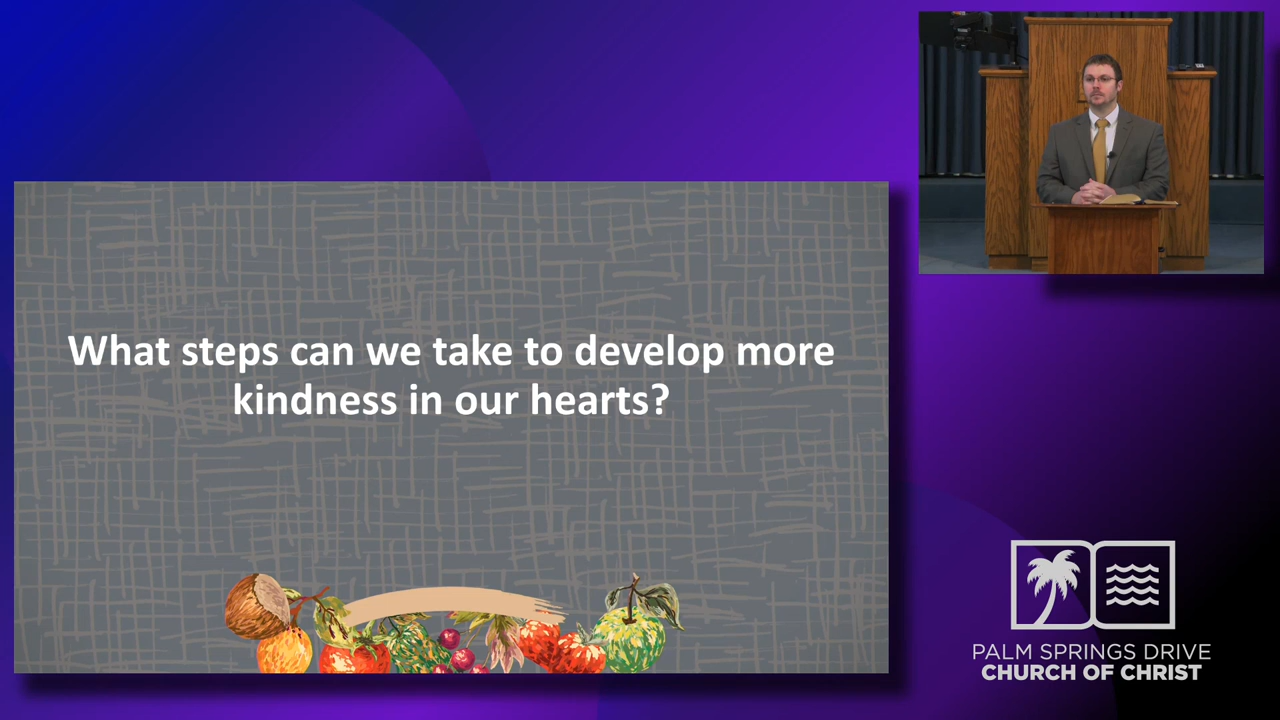 What steps can we take to develop more
kindness in our hearts?
PALM SPRINGS DRIVE
CHURCH OF CHRIST